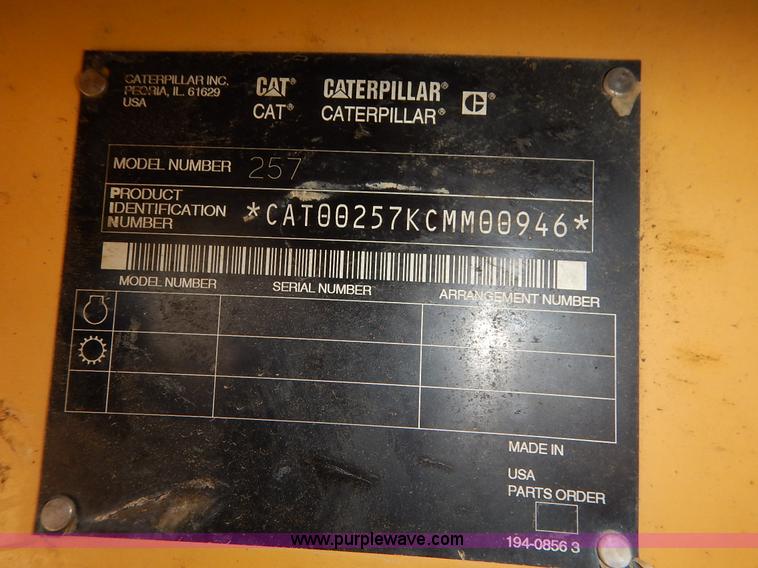 CATERPILLAR INC.
PEORIA, IL. 61629
USA
CAT® CATERPILLAR® ®
CAT® CATERPILLAR®
MODEL NUMBER 257
PRODUCT
IDENTIFICATION
NUMBER
*CAT00257KCMM00946*
MODEL NUMBER SERIAL NUMBER ARRANGEMENT NUMBER
MADE IN
USA
PARTS ORDER
www.purplewave.com
194-0856 3